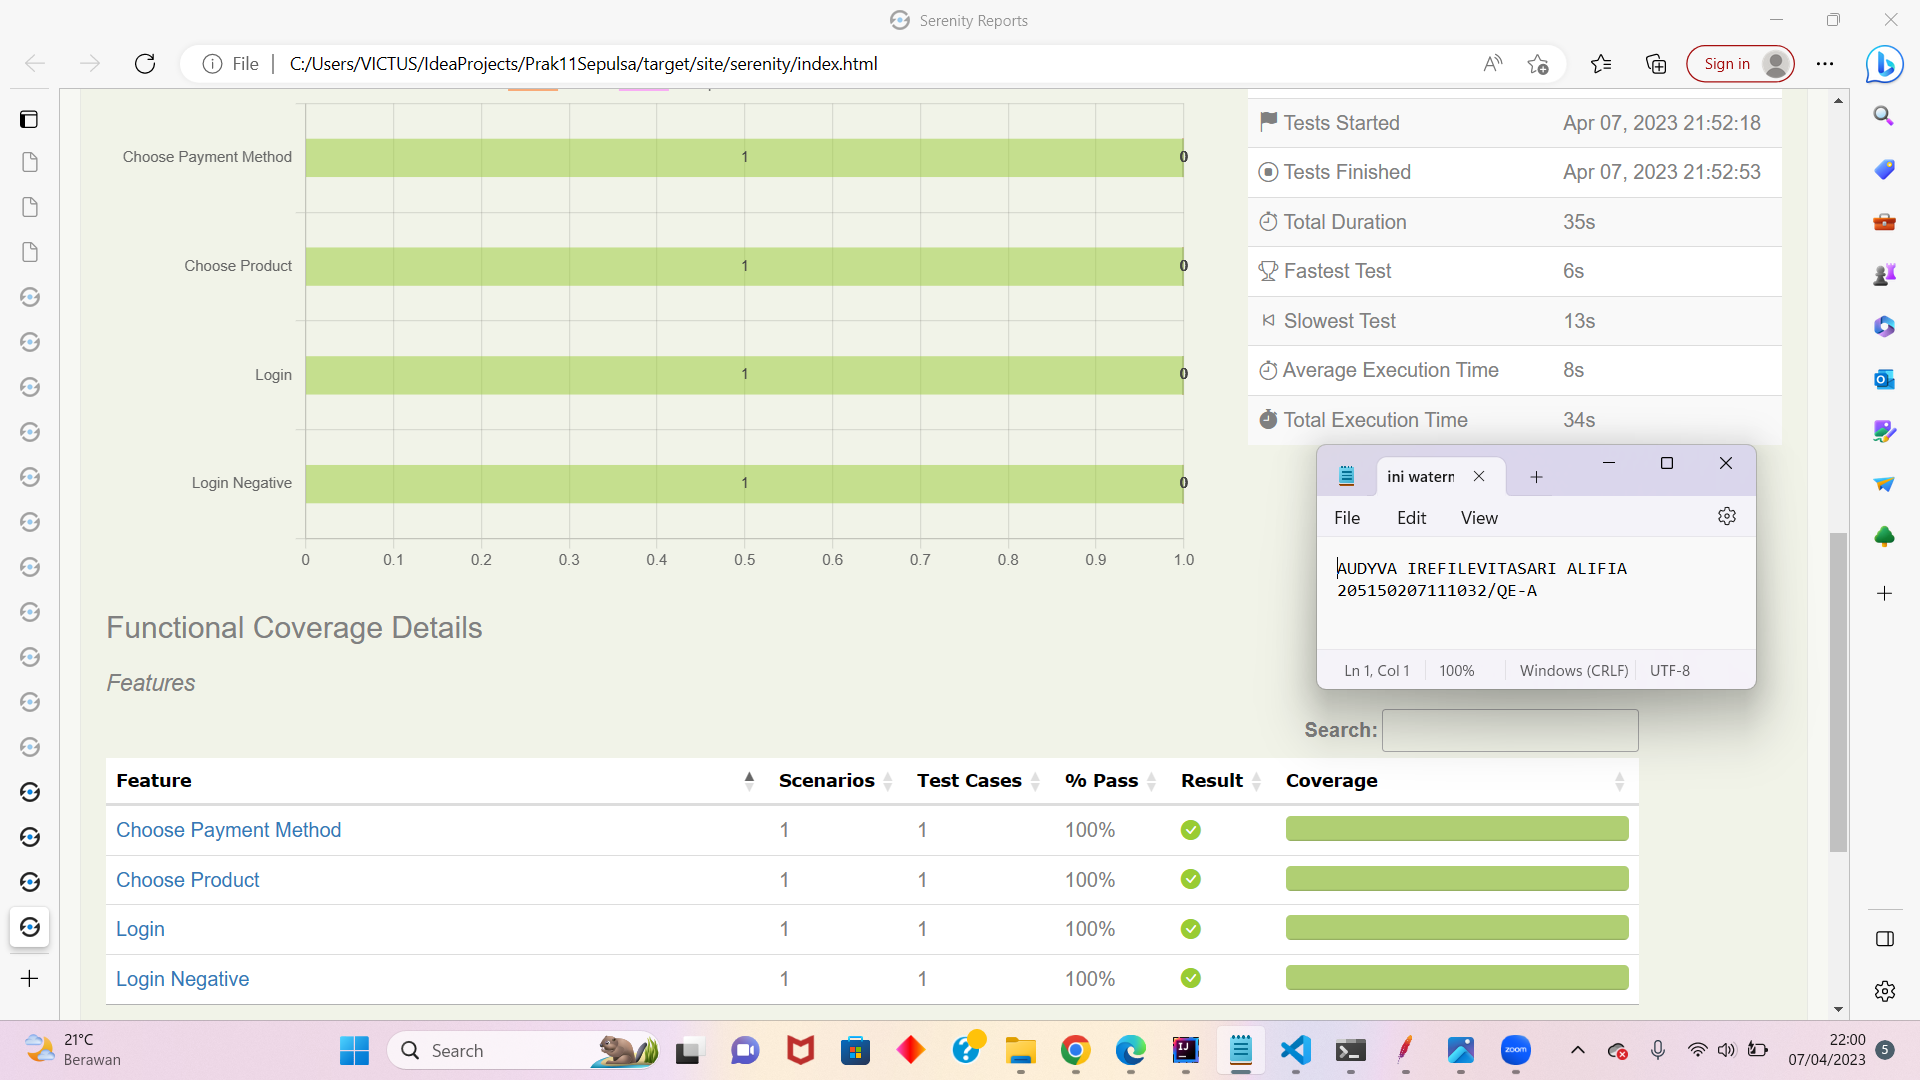 Serenity Reports
File
C:/Users/VICTUS/IdeaProjects/Prak11Sepulsa/target/site/serenity/index.html
Sign in
Choose Payment Method 1 0
Choose Product 1 0
Login 1 0
Login Negative 1 0
0 0.1 0.2 0.3 0.4 0.5 0.6 0.7 0.8 0.9 1.0
Tests Started Apr 07, 2023 21:52:18
Tests Finished Apr 07, 2023 21:52:53
Total Duration 35s
Fastest Test 6s
Slowest Test 13s
Average Execution Time 8s
Total Execution Time 34s
ini waterm
File Edit View
AUDYVA IREFILEVITASARI ALIFIA
205150207111032/QE-A
Ln 1, Col 1 100% Windows (CRLF) UTF-8
Functional Coverage Details
Features
Search:
Feature Scenarios Test Cases % Pass Result Coverage
Choose Payment Method 1 1 100%
Choose Product 1 1 100%
Login 1 1 100%
Login Negative 1 1 100%
21°C
Berawan
Search
IJ
zoom
22:00
07/04/2023
5